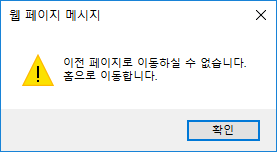 웹 페이지 메시지
이전 페이지로 이동하실 수 없습니다.
홈으로 이동합니다.
확인